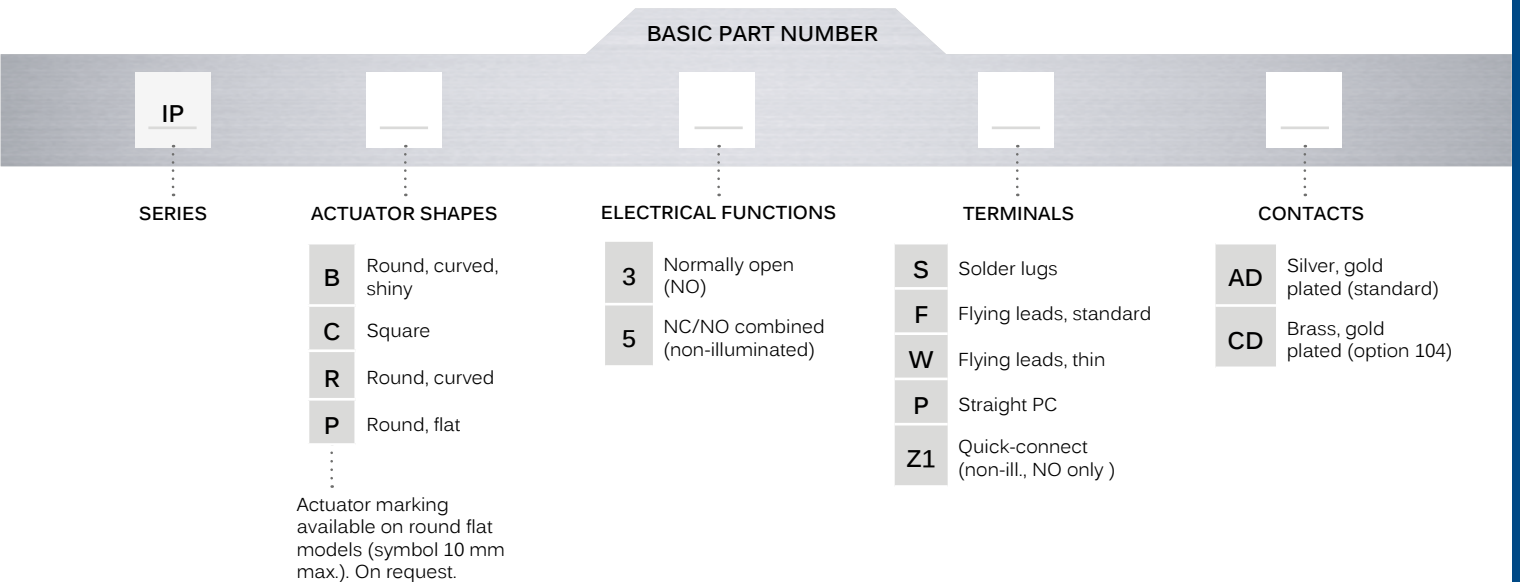 BASIC PART NUMBER
IP
SERIES
ACTUATOR SHAPES
B
Round, curved,
shiny
C
Square
R
Round, curved
P
Round, flat
Actuator marking
available on round flat
models (symbol 10 mm
max.). On request.
ELECTRICAL FUNCTIONS
3
Normally open
(NO)
5
NC/NO combined
(non-illuminated)
TERMINALS
S
Solder lugs
F
Flying leads, standard
W
Flying leads, thin
P
Straight PC
Z1
Quick-connect
(non-ill., NO only )
CONTACTS
AD
Silver, gold
plated (standard)
CD
Brass, gold
plated (option 104)